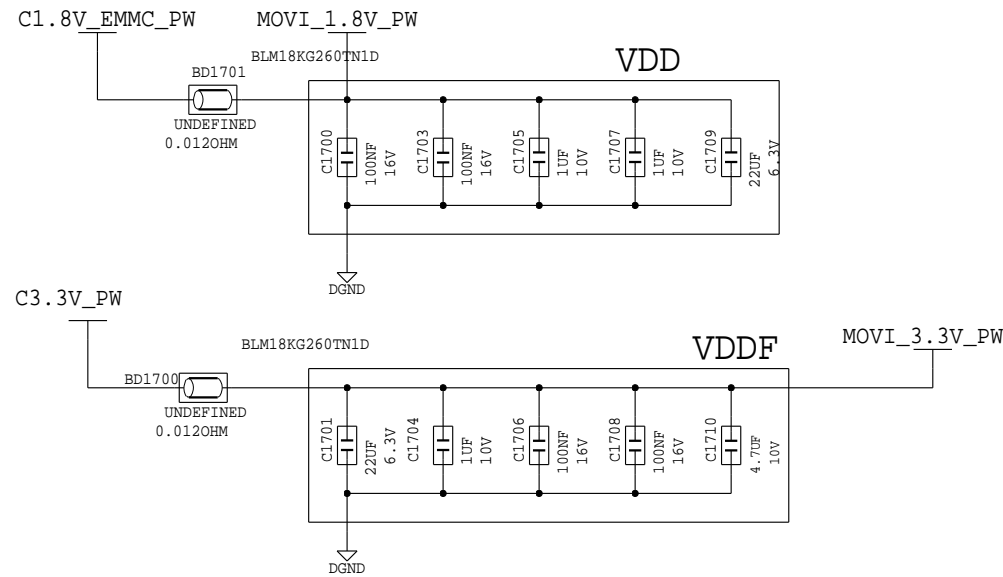 C1.8V_EMMC_PW
MOVI_1.8V_PW
BLM18KG260TN1D
VDD
BD1701
UNDEFINED
0.012OHM
C1700
100NF
16V
C1703
100NF
16V
C1705
1UF
10V
C1707
1UF
10V
C1709
22UF
6.3V
DGND
C3.3V_PW
BLM18KG260TN1D
VDDF
MOVI_3.3V_PW
BD1700
UNDEFINED
0.012OHM
C1701
22UF
6.3V
C1704
1UF
10V
C1706
100NF
16V
C1708
100NF
16V
C1710
4.7UF
10V
DGND